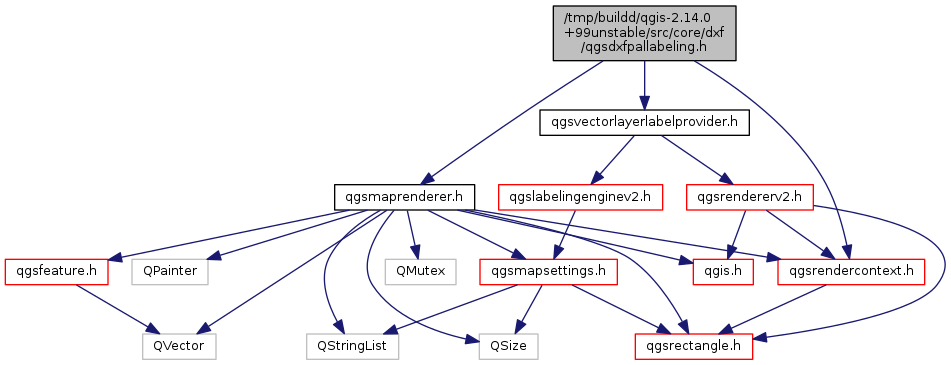 /tmp/buildd/qgis-2.14.0
+99unstable/src/core/dxf
/qgsdxfpallabeling.h
qgsvectorlayerlabelprovider.h
qgsmaprenderer.h
qgslabelingenginev2.h
qgsrendererv2.h
qgsfeature.h
QPainter
QMutex
qgsmapsettings.h
qgis.h
qgsrendercontext.h
QVector
QStringList
QSize
qgsrectangle.h